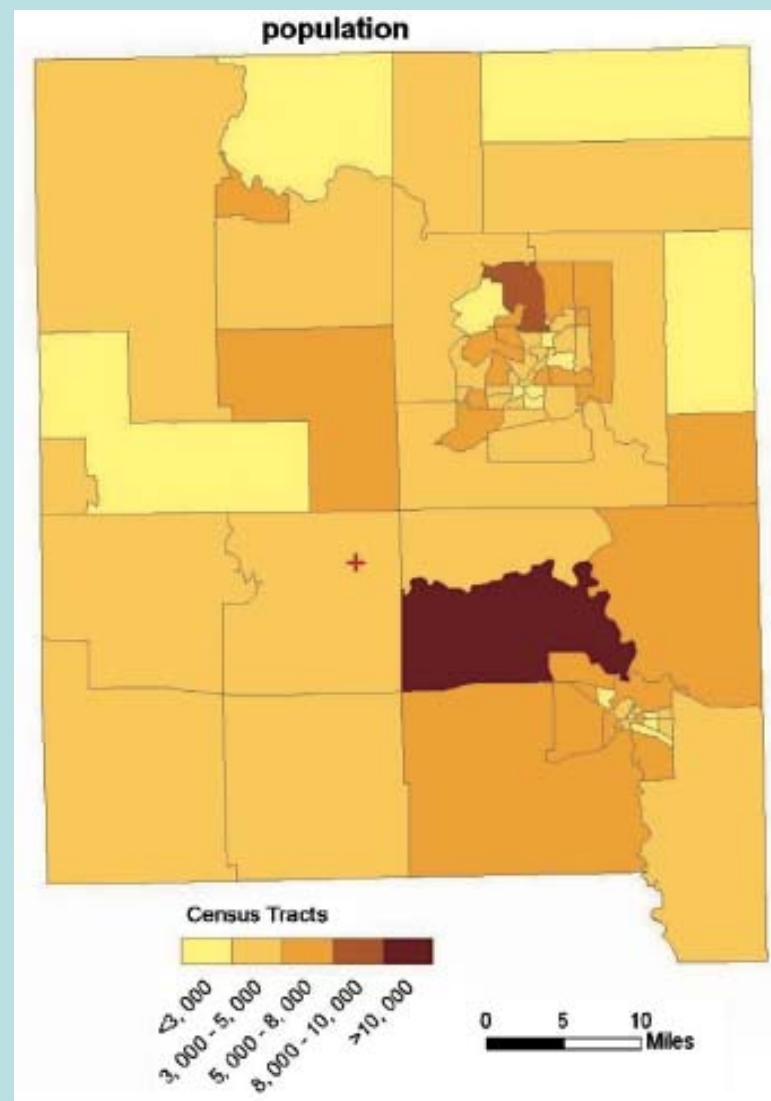 population
Census Tracts
<3, 000
3, 000 - 5, 000
5, 000 - 8, 000
8, 000 - 10, 000
>10, 000
0 5 10
Miles